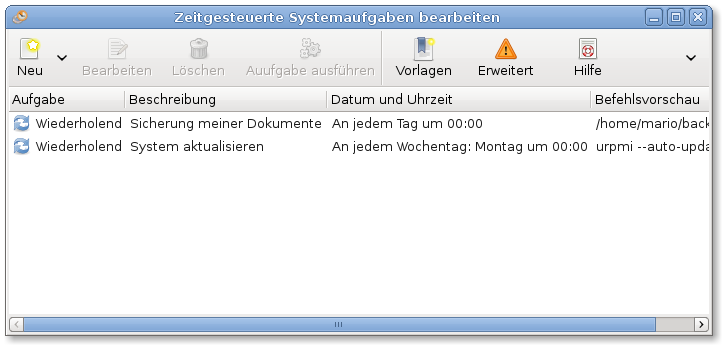 Zeitgesteuerte Systemaufgaben bearbeiten
Neu Bearbeiten Löschen Auufgabe ausführen Vorlagen Erweitert Hilfe
Aufgabe Beschreibung Datum und Uhrzeit Befehlsvorschau
Wiederholend Sicherung meiner Dokumente An jedem Tag um 00:00 /home/mario/back
Wiederholend System aktualisieren An jedem Wochentag: Montag um 00:00 urpmi --auto-upda